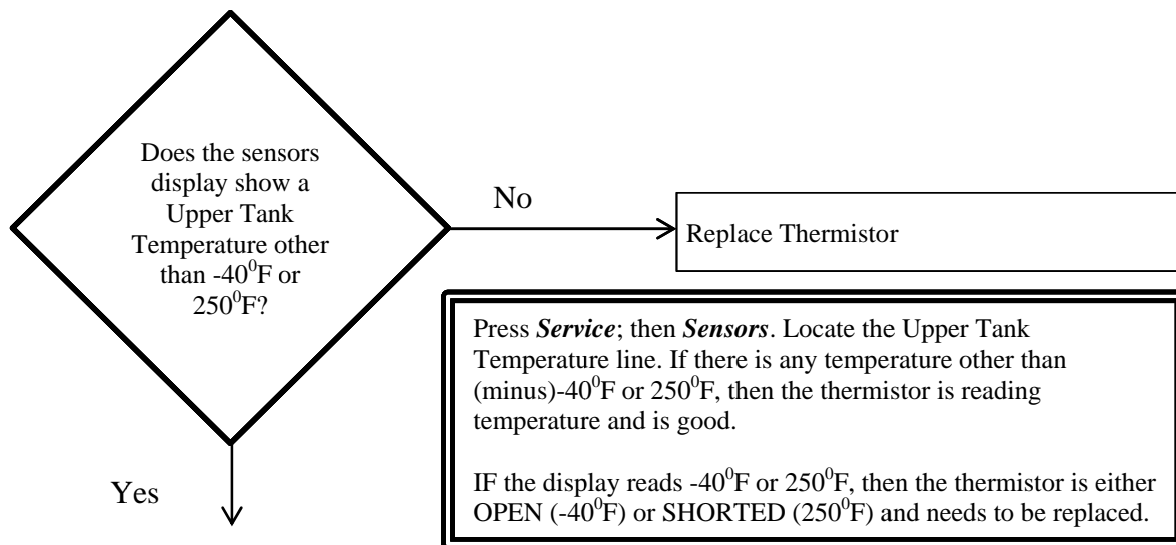 Does the sensors
display show a
Upper Tank
Temperature other
than -40⁰F or
250⁰F?
No
Replace Thermistor
Press Service; then Sensors. Locate the Upper Tank
Temperature line. If there is any temperature other than
(minus)-40⁰F or 250⁰F, then the thermistor is reading
temperature and is good.
IF the display reads -40⁰F or 250⁰F, then the thermistor is either
OPEN (-40⁰F) or SHORTED (250⁰F) and needs to be replaced.
Yes